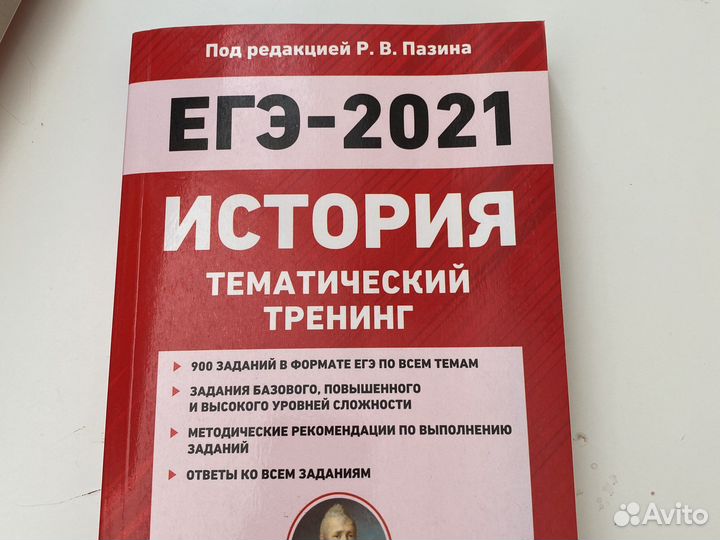 Под редакцией Р. В. Пазина
ЕГЭ-2021
ИСТОРИЯ
ТЕМАТИЧЕСКИЙ
ТРЕНИНГ
900 ЗАДАНИЙ В ФОРМАТЕ ЕГЭ ПО ВСЕМ ТЕМАМ
ЗАДАНИЯ БАЗОВОГО, ПОВЫШЕННОГО
И ВЫСОКОГО УРОВНЕЙ СЛОЖНОСТИ
МЕТОДИЧЕСКИЕ РЕКОМЕНДАЦИИ ПО ВЫПОЛНЕНИЮ
ЗАДАНИЙ
ОТВЕТЫ КО ВСЕМ ЗАДАНИЯМ
Avito